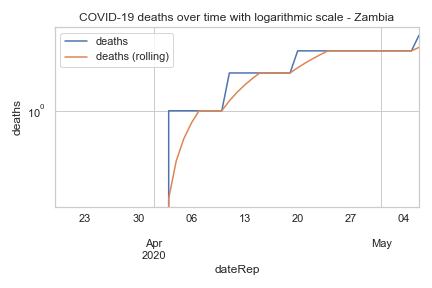 COVID-19 deaths over time with logarithmic scale - Zambia
deaths
deaths (rolling)
deaths
10⁰
23 30 06 13 20 27 04
Apr May
2020
dateRep